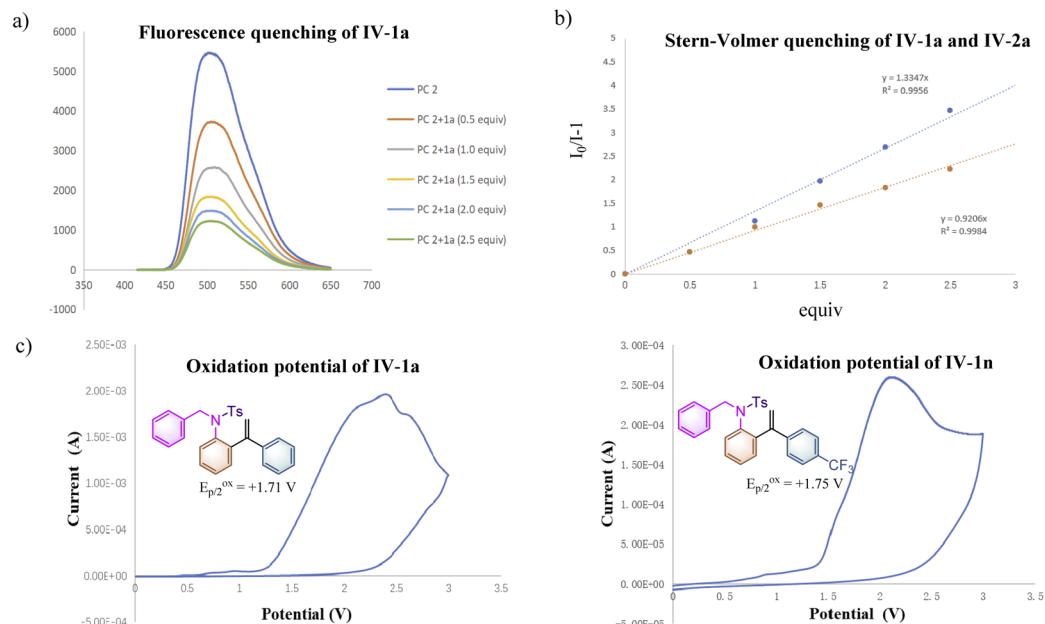 a)
Fluorescence quenching of IV-1a
6000
5000
4000
3000
2000
1000
0
-1000
350
400
450
500
550
600
650
700
PC 2
PC 2+1a (0.5 equiv)
PC 2+1a (1.0 equiv)
PC 2+1a (1.5 equiv)
PC 2+1a (2.0 equiv)
PC 2+1a (2.5 equiv)
b)
Stern-Volmer quenching of IV-1a and IV-2a
I0/I-1
5
4.5
4
3.5
3
2.5
2
1.5
1
0.5
0
0
0.5
1
1.5
2
2.5
3
y = 1.3347x
R² = 0.9956
y = 0.9206x
R² = 0.9984
equiv
c)
Oxidation potential of IV-1a
Current (A)
2.50E-03
2.00E-03
1.50E-03
1.00E-03
5.00E-04
0.00E+00
-5.00E-04
0
0.5
1
1.5
2
2.5
3
3.5
N
Ts
Ep/2ox = +1.71 V
Potential (V)
Oxidation potential of IV-1n
Current (A)
3.00E-04
2.50E-04
2.00E-04
1.50E-04
1.00E-04
5.00E-05
0.00E+00
-5.00E-05
0
0.5
1
1.5
2
2.5
3
3.5
N
Ts
CF3
Ep/2ox = +1.75 V
Potential (V)